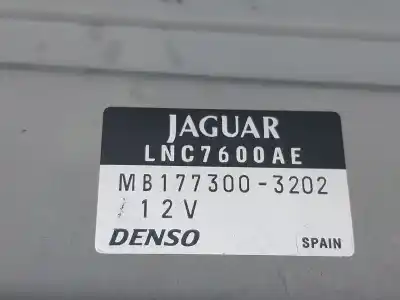 JAGUAR
LNC7600AE
MB177300-3202
12V
DENSO SPAIN